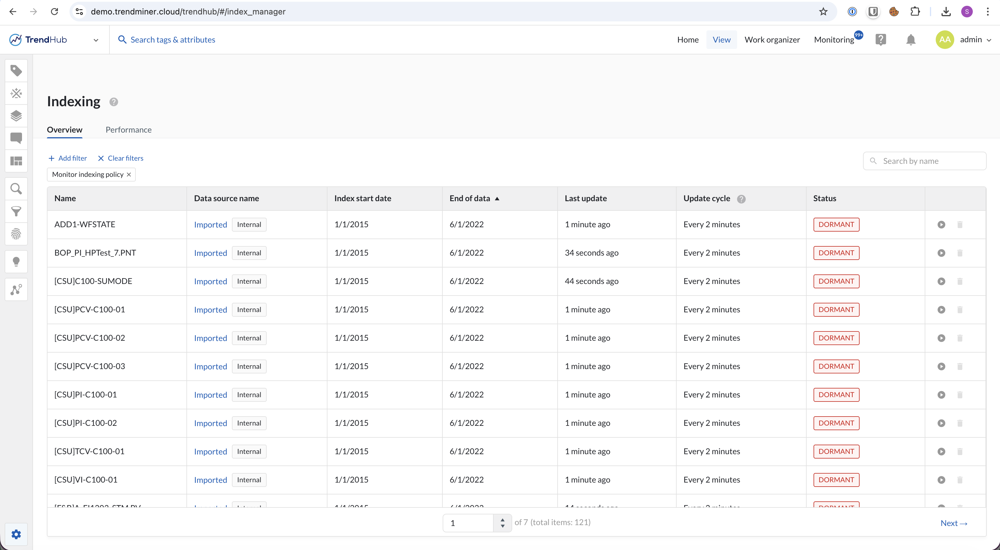 demo.trendminer.cloud/trendhub/#/index_manager
S
TrendHub
Search tags & attributes
Home
View
Work organizer
Monitoring
99+
?
AA
admin
Indexing ?
Overview
Performance
+ Add filter
Clear filters
Search by name
Monitor indexing policy ×
Name Data source name Index start date End of data ▲ Last update Update cycle ? Status
ADD1-WFSTATE Imported Internal 1/1/2015 6/1/2022 1 minute ago Every 2 minutes DORMANT
BOP_PI_HPTest_7.PNT Imported Internal 1/1/2015 6/1/2022 34 seconds ago Every 2 minutes DORMANT
[CSU]C100-SUMODE Imported Internal 1/1/2015 6/1/2022 44 seconds ago Every 2 minutes DORMANT
[CSU]PCV-C100-01 Imported Internal 1/1/2015 6/1/2022 1 minute ago Every 2 minutes DORMANT
[CSU]PCV-C100-02 Imported Internal 1/1/2015 6/1/2022 1 minute ago Every 2 minutes DORMANT
[CSU]PCV-C100-03 Imported Internal 1/1/2015 6/1/2022 1 minute ago Every 2 minutes DORMANT
[CSU]PI-C100-01 Imported Internal 1/1/2015 6/1/2022 1 minute ago Every 2 minutes DORMANT
[CSU]PI-C100-02 Imported Internal 1/1/2015 6/1/2022 1 minute ago Every 2 minutes DORMANT
[CSU]TCV-C100-01 Imported Internal 1/1/2015 6/1/2022 1 minute ago Every 2 minutes DORMANT
[CSU]VI-C100-01 Imported Internal 1/1/2015 6/1/2022 1 minute ago Every 2 minutes DORMANT
1 of 7 (total items: 121)
Next →